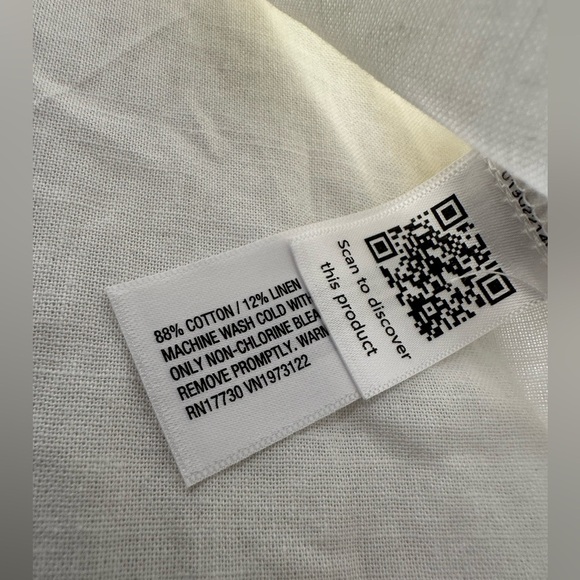 88% COTTON / 12% LINEN
MACHINE WASH COLD WITH
ONLY NON-CHLORINE
REMOVE PROMPTLY. WARM
RN17730 VN1973122
Scan to discover
this product